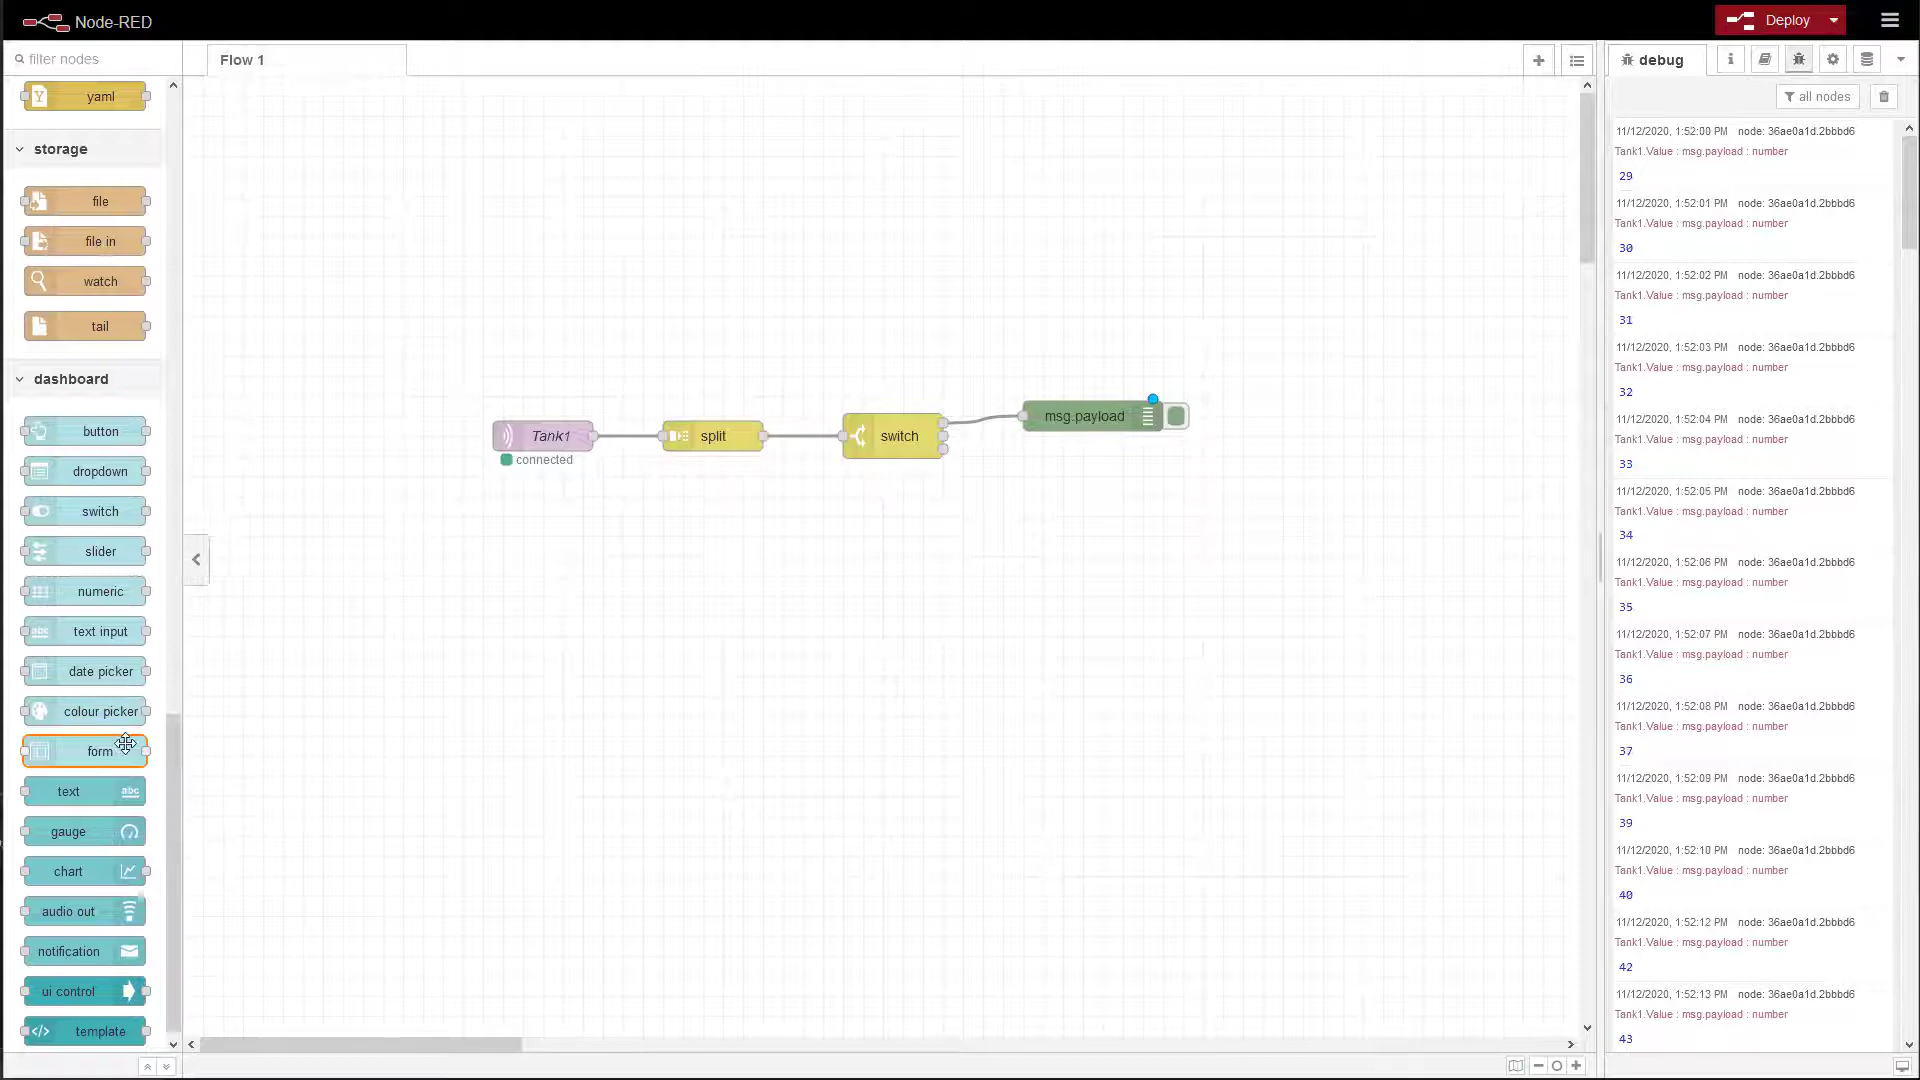 Node-RED
Deploy
filter nodes
Flow 1
debug
all nodes
yaml
storage
file
file in
watch
tail
dashboard
button
dropdown
switch
slider
numeric
text input
date picker
colour picker
form
text
abc
gauge
chart
audio out
notification
ui control
template
Tank1
connected
split
switch
msg.payload
11/12/2020, 1:52:00 PM node: 36ae0a1d.2bbbd6
Tank1.Value : msg.payload : number
29
11/12/2020, 1:52:01 PM node: 36ae0a1d.2bbbd6
Tank1.Value : msg.payload : number
30
11/12/2020, 1:52:02 PM node: 36ae0a1d.2bbbd6
Tank1.Value : msg.payload : number
31
11/12/2020, 1:52:03 PM node: 36ae0a1d.2bbbd6
Tank1.Value : msg.payload : number
32
11/12/2020, 1:52:04 PM node: 36ae0a1d.2bbbd6
Tank1.Value : msg.payload : number
33
11/12/2020, 1:52:05 PM node: 36ae0a1d.2bbbd6
Tank1.Value : msg.payload : number
34
11/12/2020, 1:52:06 PM node: 36ae0a1d.2bbbd6
Tank1.Value : msg.payload : number
35
11/12/2020, 1:52:07 PM node: 36ae0a1d.2bbbd6
Tank1.Value : msg.payload : number
36
11/12/2020, 1:52:08 PM node: 36ae0a1d.2bbbd6
Tank1.Value : msg.payload : number
37
11/12/2020, 1:52:09 PM node: 36ae0a1d.2bbbd6
Tank1.Value : msg.payload : number
39
11/12/2020, 1:52:10 PM node: 36ae0a1d.2bbbd6
Tank1.Value : msg.payload : number
40
11/12/2020, 1:52:12 PM node: 36ae0a1d.2bbbd6
Tank1.Value : msg.payload : number
42
11/12/2020, 1:52:13 PM node: 36ae0a1d.2bbbd6
Tank1.Value : msg.payload : number
43